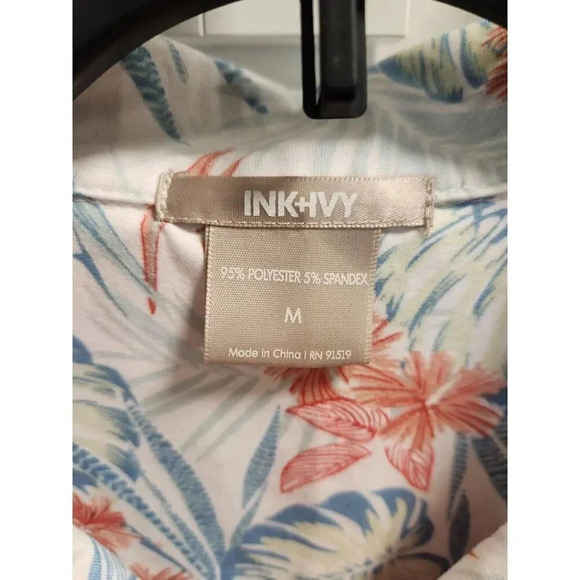 INK+IVY
95% POLYESTER 5% SPANDEX
M
Made in China | RN 91519